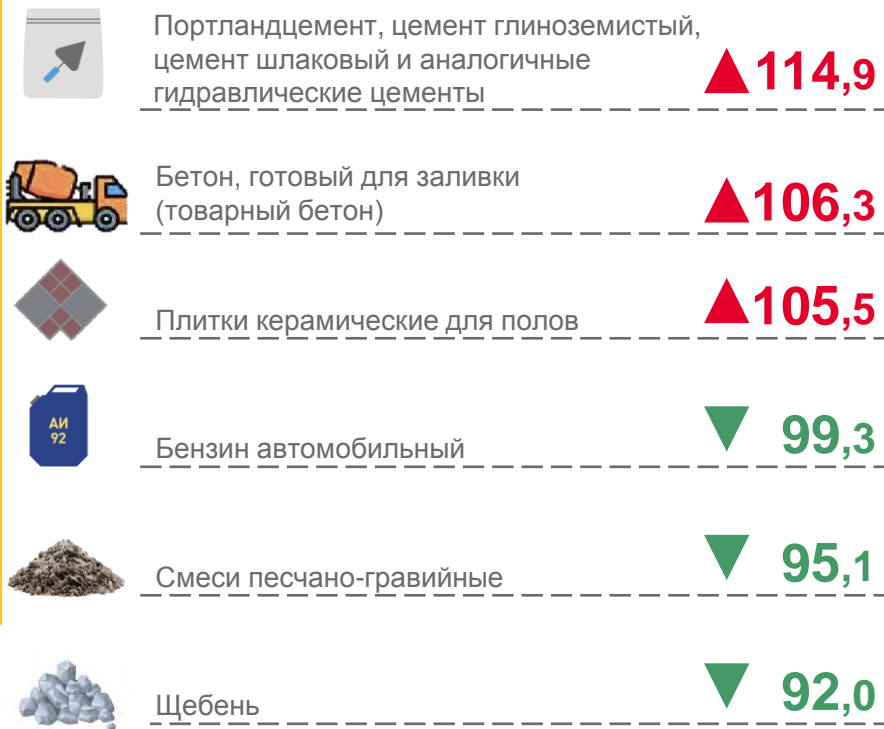 Портландцемент, цемент глиноземистый,
цемент шлаковый и аналогичные
гидравлические цементы
▲114,9
Бетон, готовый для заливки
(товарный бетон)
▲106,3
Плитки керамические для полов
▲105,5
АИ
92
Бензин автомобильный
▼ 99,3
Смеси песчано-гравийные
▼ 95,1
Щебень
▼ 92,0